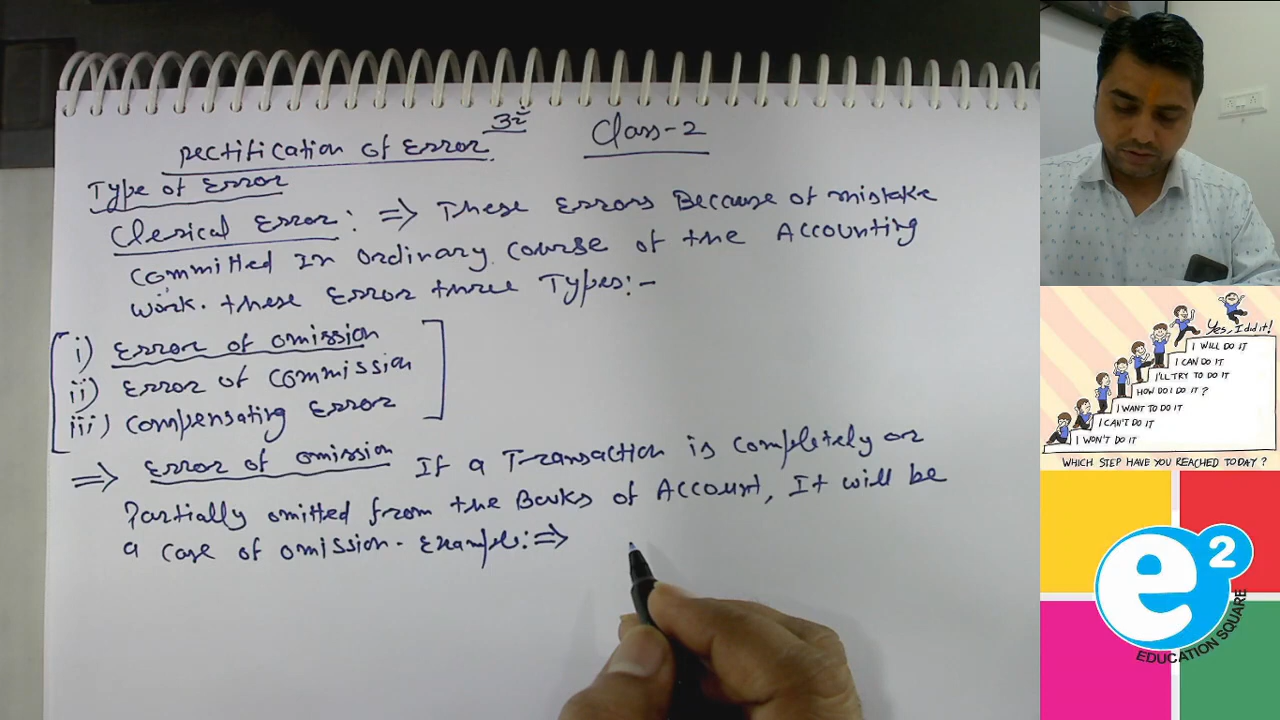 Rectification of Error
Class-2
Type of Error
Clerical Error: ⇒ These Errors Because of mistake
committed In ordinary course of the Accounting
work. these Error three Types:-
i) Error of omission
ii) Error of commission
iii) compensating Error
⇒ Error of omission If a Transaction is completely or
Partially omitted from the Books of Account, It will be
a case of omission- Example:⇒
Yes, I did it!
I WILL DO IT
I CAN DO IT
I'LL TRY TO DO IT
HOW DO I DO IT ?
I WANT TO DO IT
I CAN'T DO IT
I WON'T DO IT
WHICH STEP HAVE YOU REACHED TODAY ?
e2
EDUCATION SQUARE